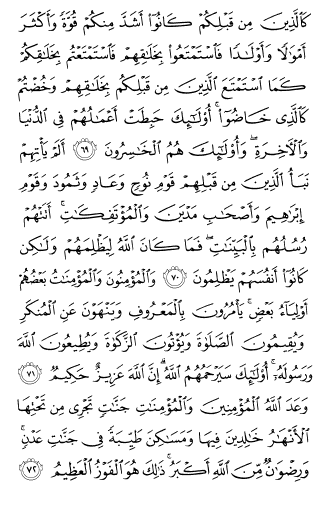 كَٱلَّذِينَ مِن قَبۡلِكُمۡ كَانُوٓاْ أَشَدَّ مِنكُمۡ قُوَّةٗ وَأَكۡثَرَ
أَمۡوَٰلٗا وَأَوۡلَٰدٗا فَٱسۡتَمۡتَعُواْ بِخَلَٰقِهِمۡ فَٱسۡتَمۡتَعۡتُم بِخَلَٰقِكُمۡ
كَمَا ٱسۡتَمۡتَعَ ٱلَّذِينَ مِن قَبۡلِكُم بِخَلَٰقِهِمۡ وَخُضۡتُمۡ
كَٱلَّذِي خَاضُوٓاْۚ أُوْلَٰٓئِكَ حَبِطَتۡ أَعۡمَٰلُهُمۡ فِي ٱلدُّنۡيَا
وَٱلۡأٓخِرَةِۖ وَأُوْلَٰٓئِكَ هُمُ ٱلۡخَٰسِرُونَ ٦٩ أَلَمۡ يَأۡتِهِمۡ
نَبَأُ ٱلَّذِينَ مِن قَبۡلِهِمۡ قَوۡمِ نُوحٖ وَعَادٖ وَثَمُودَ وَقَوۡمِ
إِبۡرَٰهِيمَ وَأَصۡحَٰبِ مَدۡيَنَ وَٱلۡمُؤۡتَفِكَٰتِۚ أَتَتۡهُمۡ
رُسُلُهُم بِٱلۡبَيِّنَٰتِۖ فَمَا كَانَ ٱللَّهُ لِيَظۡلِمَهُمۡ وَلَٰكِن
كَانُوٓاْ أَنفُسَهُمۡ يَظۡلِمُونَ ٧٠ وَٱلۡمُؤۡمِنُونَ وَٱلۡمُؤۡمِنَٰتُ بَعۡضُهُمۡ
أَوۡلِيَآءُ بَعۡضٖۚ يَأۡمُرُونَ بِٱلۡمَعۡرُوفِ وَيَنۡهَوۡنَ عَنِ ٱلۡمُنكَرِ
وَيُقِيمُونَ ٱلصَّلَوٰةَ وَيُؤۡتُونَ ٱلزَّكَوٰةَ وَيُطِيعُونَ ٱللَّهَ
وَرَسُولَهُۥٓۚ أُوْلَٰٓئِكَ سَيَرۡحَمُهُمُ ٱللَّهُۗ إِنَّ ٱللَّهَ عَزِيزٌ حَكِيمٞ ٧١
وَعَدَ ٱللَّهُ ٱلۡمُؤۡمِنِينَ وَٱلۡمُؤۡمِنَٰتِ جَنَّٰتٖ تَجۡرِي مِن تَحۡتِهَا
ٱلۡأَنۡهَٰرُ خَٰلِدِينَ فِيهَا وَمَسَٰكِنَ طَيِّبَةٗ فِي جَنَّٰتِ عَدۡنٖۚ
وَرِضۡوَٰنٞ مِّنَ ٱللَّهِ أَكۡبَرُۚ ذَٰلِكَ هُوَ ٱلۡفَوۡزُ ٱلۡعَظِيمُ ٧٢